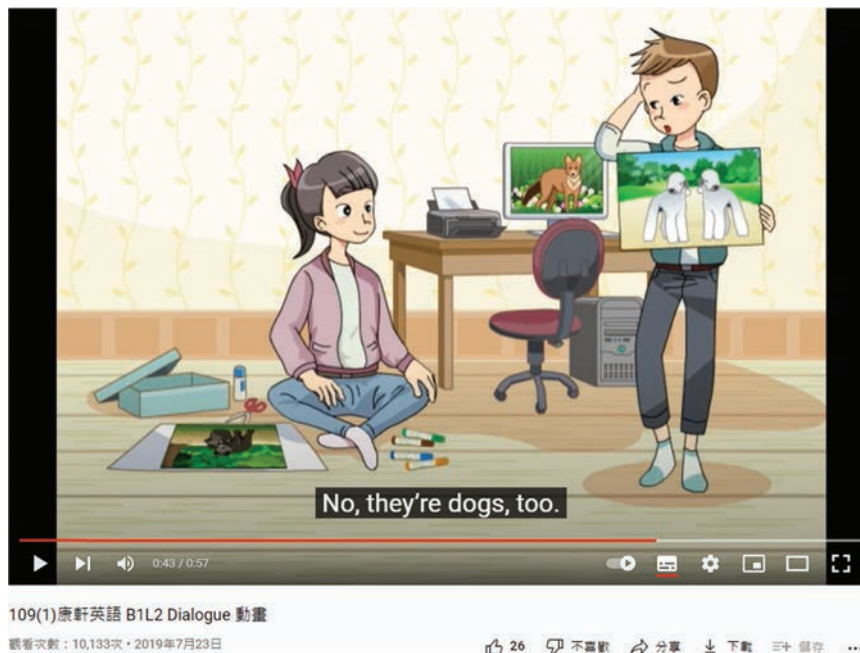 No, they're dogs, too.
0:43 / 0:57
109(1)康軒英語 B1L2 Dialogue 動畫
觀看次數：10,133次 • 2019年7月23日
26 不喜歡 分享 下載 儲存